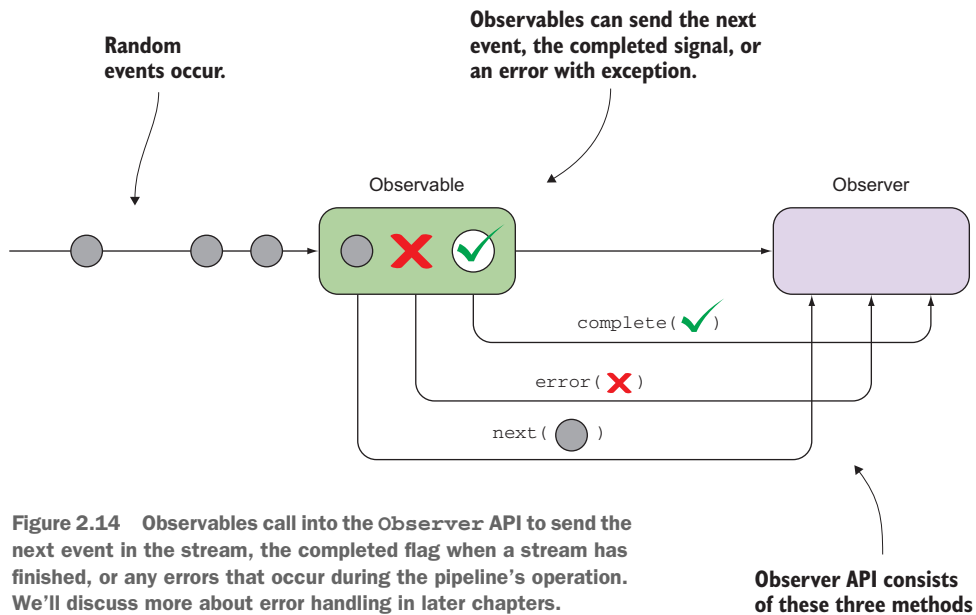 Random
events occur.
Observables can send the next
event, the completed signal, or
an error with exception.
Observable
Observer
complete( )
error( )
next( )
Figure 2.14 Observables call into the Observer API to send the
next event in the stream, the completed flag when a stream has
finished, or any errors that occur during the pipeline's operation.
We'll discuss more about error handling in later chapters.
Observer API consists
of these three methods